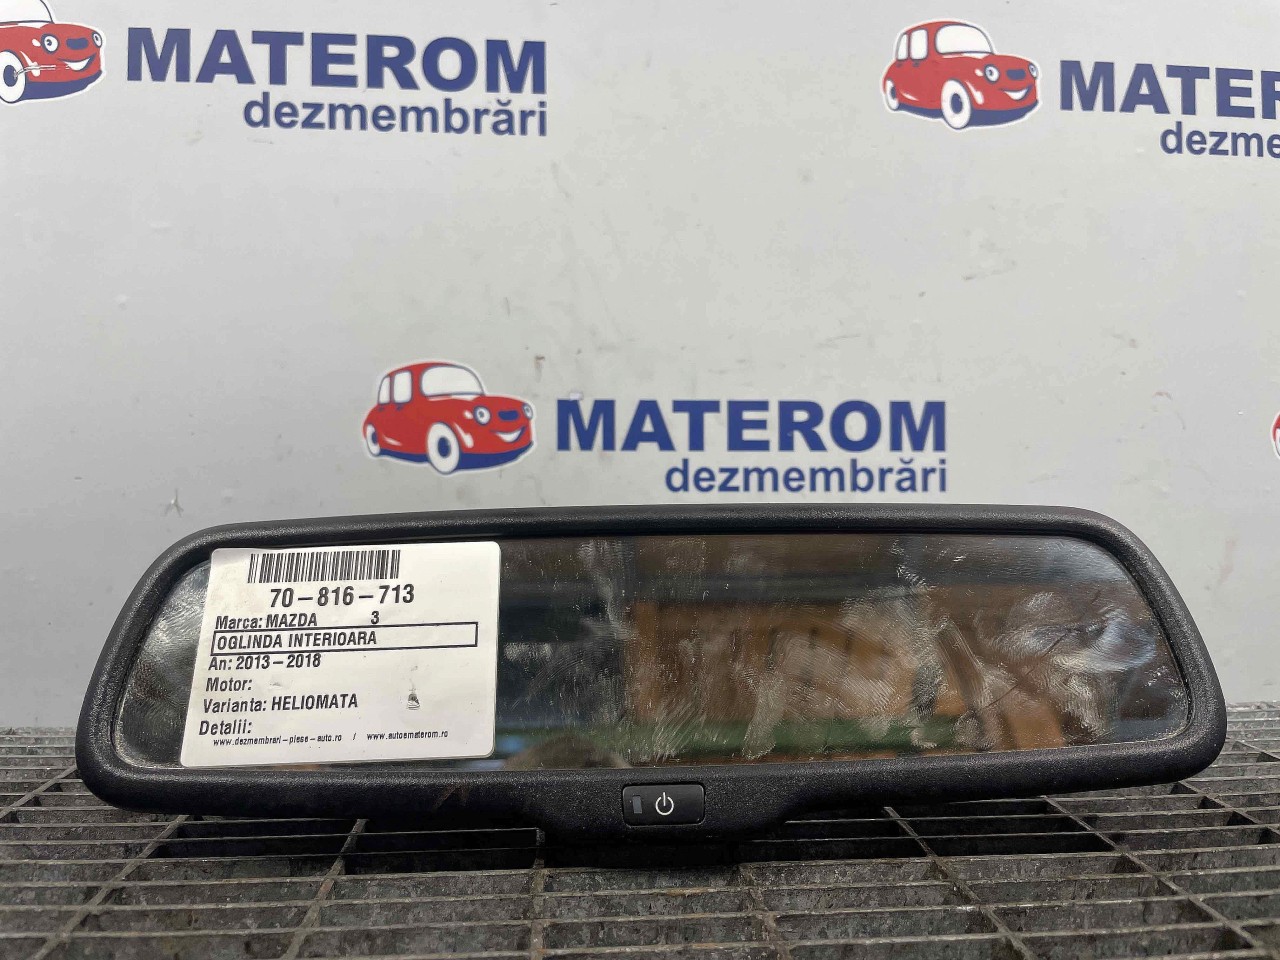 MATEROM
dezmembrări
MATER
dezme
MATEROM
dezmembrări
70-816-713
Marca: MAZDA 3
OGLINDA INTERIOARA
An: 2013-2018
Motor:
Varianta: HELIOMATA
Detalii:
www.dezmembrari-piese-auto.ro / www.autoematerom.ro